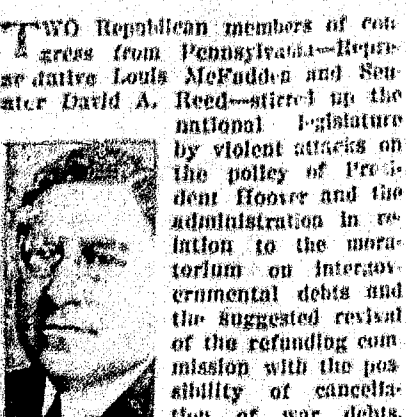 TWO Republican members of con-
gress from Pennsylvania—Repre-
se tative Louis McFadden and Sen-
ator David A. Reed—stirred up the
national legislature
by violent attacks on
the policy of Presi-
dent Hoover and the
administration in re-
lation to the mora-
torium on intergov-
ernmental debts and
the suggested revival
of the refunding com-
mission with the pos-
sibility of cancella-
tion of war debts.